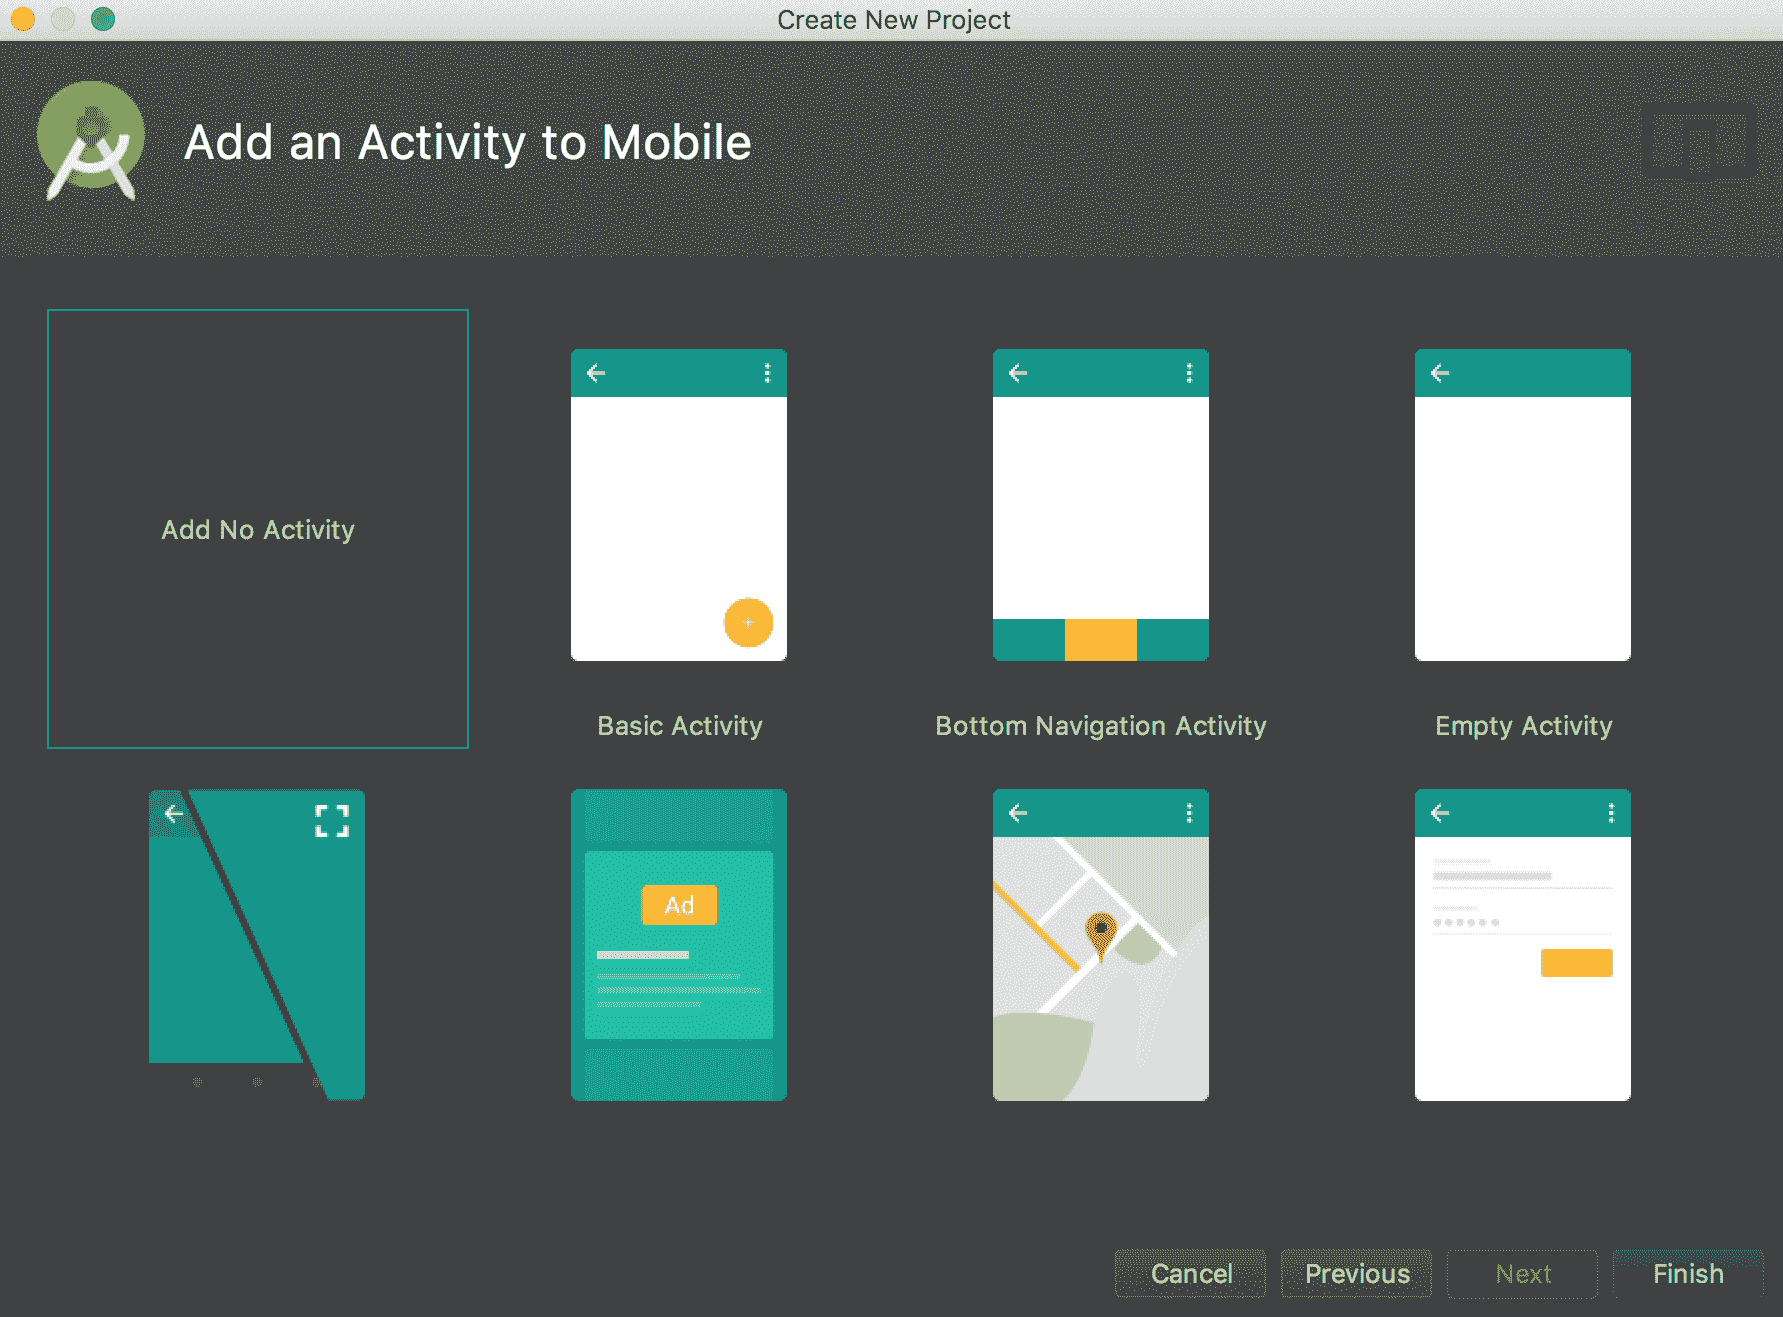 Create New Project
Add an Activity to Mobile
Add No Activity
Basic Activity
Bottom Navigation Activity
Empty Activity
Ad
Cancel
Previous
Next
Finish